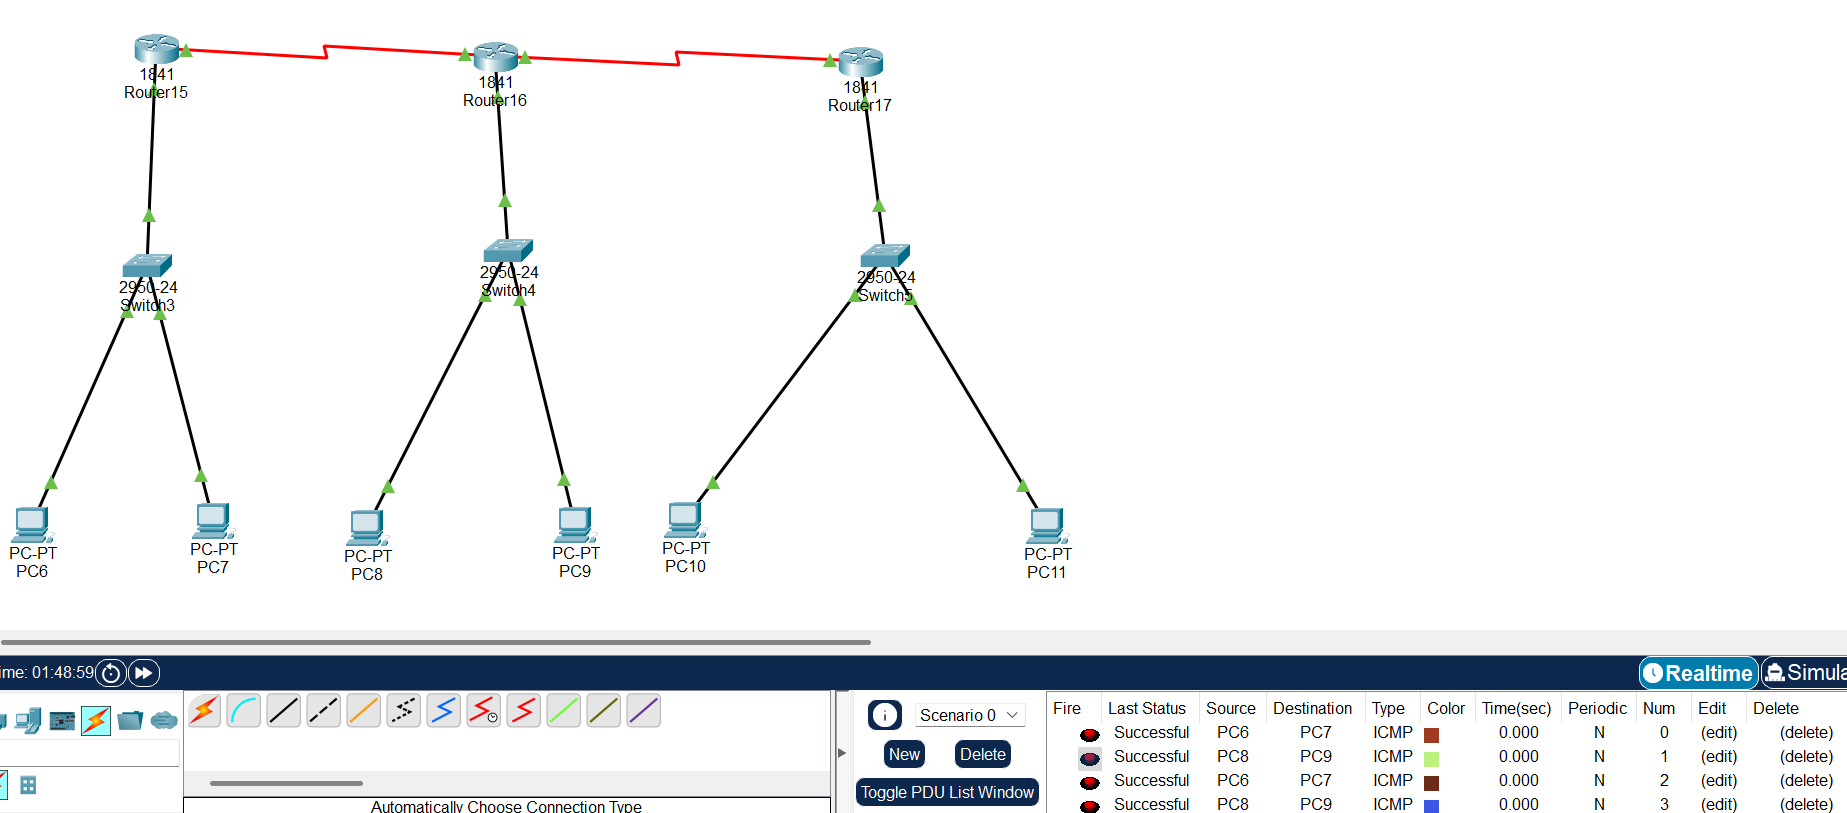 1841
Router15
1841
Router16
1841
Router17
2950-24
Switch3
2950-24
Switch4
2950-24
Switch5
PC-PT
PC6
PC-PT
PC7
PC-PT
PC8
PC-PT
PC9
PC-PT
PC10
PC-PT
PC11
ime: 01:48:59
Realtime
Simula
Scenario 0
New
Delete
Toggle PDU List Window
Automatically Choose Connection Type
Fire Last Status Source Destination Type Color Time(sec) Periodic Num Edit Delete
Successful PC6 PC7 ICMP 0.000 N 0 (edit) (delete)
Successful PC8 PC9 ICMP 0.000 N 1 (edit) (delete)
Successful PC6 PC7 ICMP 0.000 N 2 (edit) (delete)
Successful PC8 PC9 ICMP 0.000 N 3 (edit) (delete)